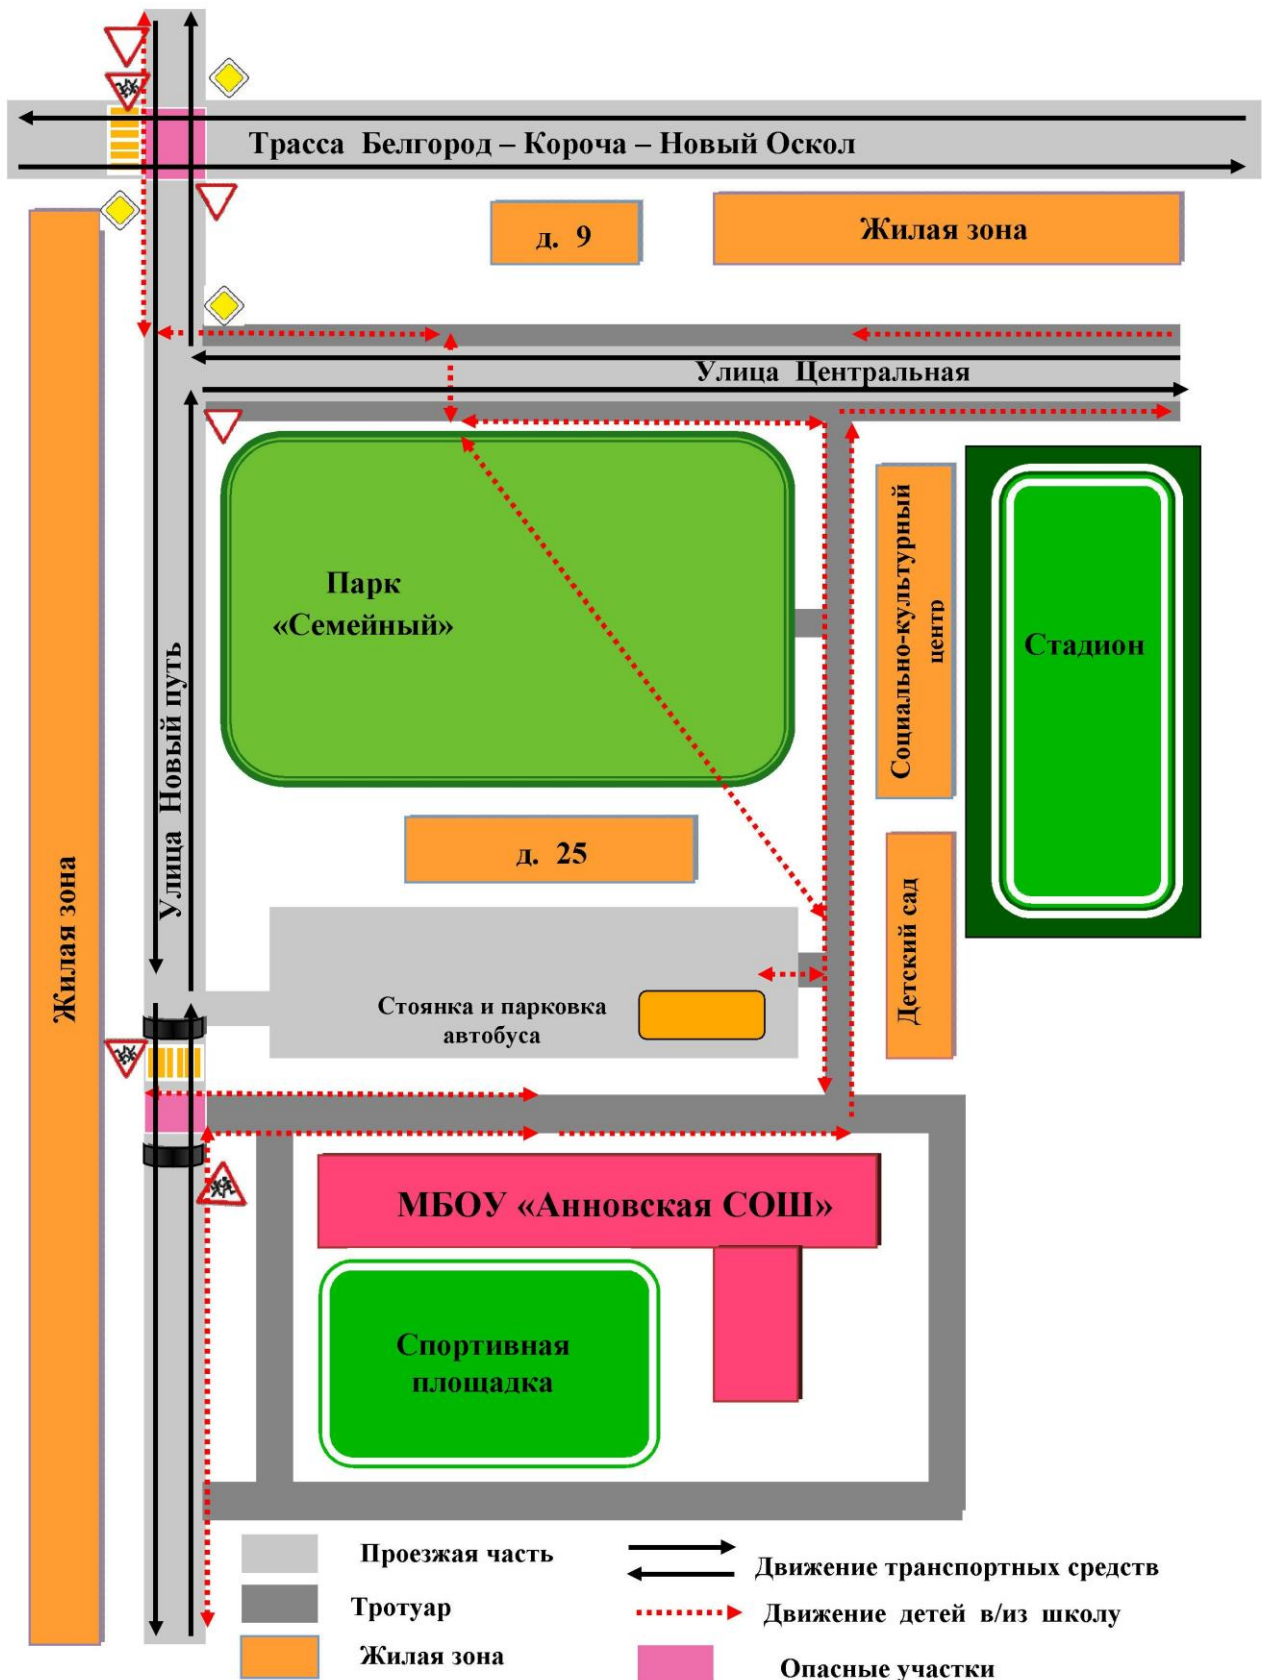 Трасса Белгород – Короча – Новый Оскол
д. 9
Жилая зона
Улица Центральная
Парк
«Семейный»
Социально-культурный
центр
Стадион
Улица Новый путь
Жилая зона
д. 25
Детский сад
Стоянка и парковка
автобуса
МБОУ «Анновская СОШ»
Спортивная
площадка
Проезжая часть
Движение транспортных средств
Тротуар
Движение детей в/из школу
Жилая зона
Опасные участки